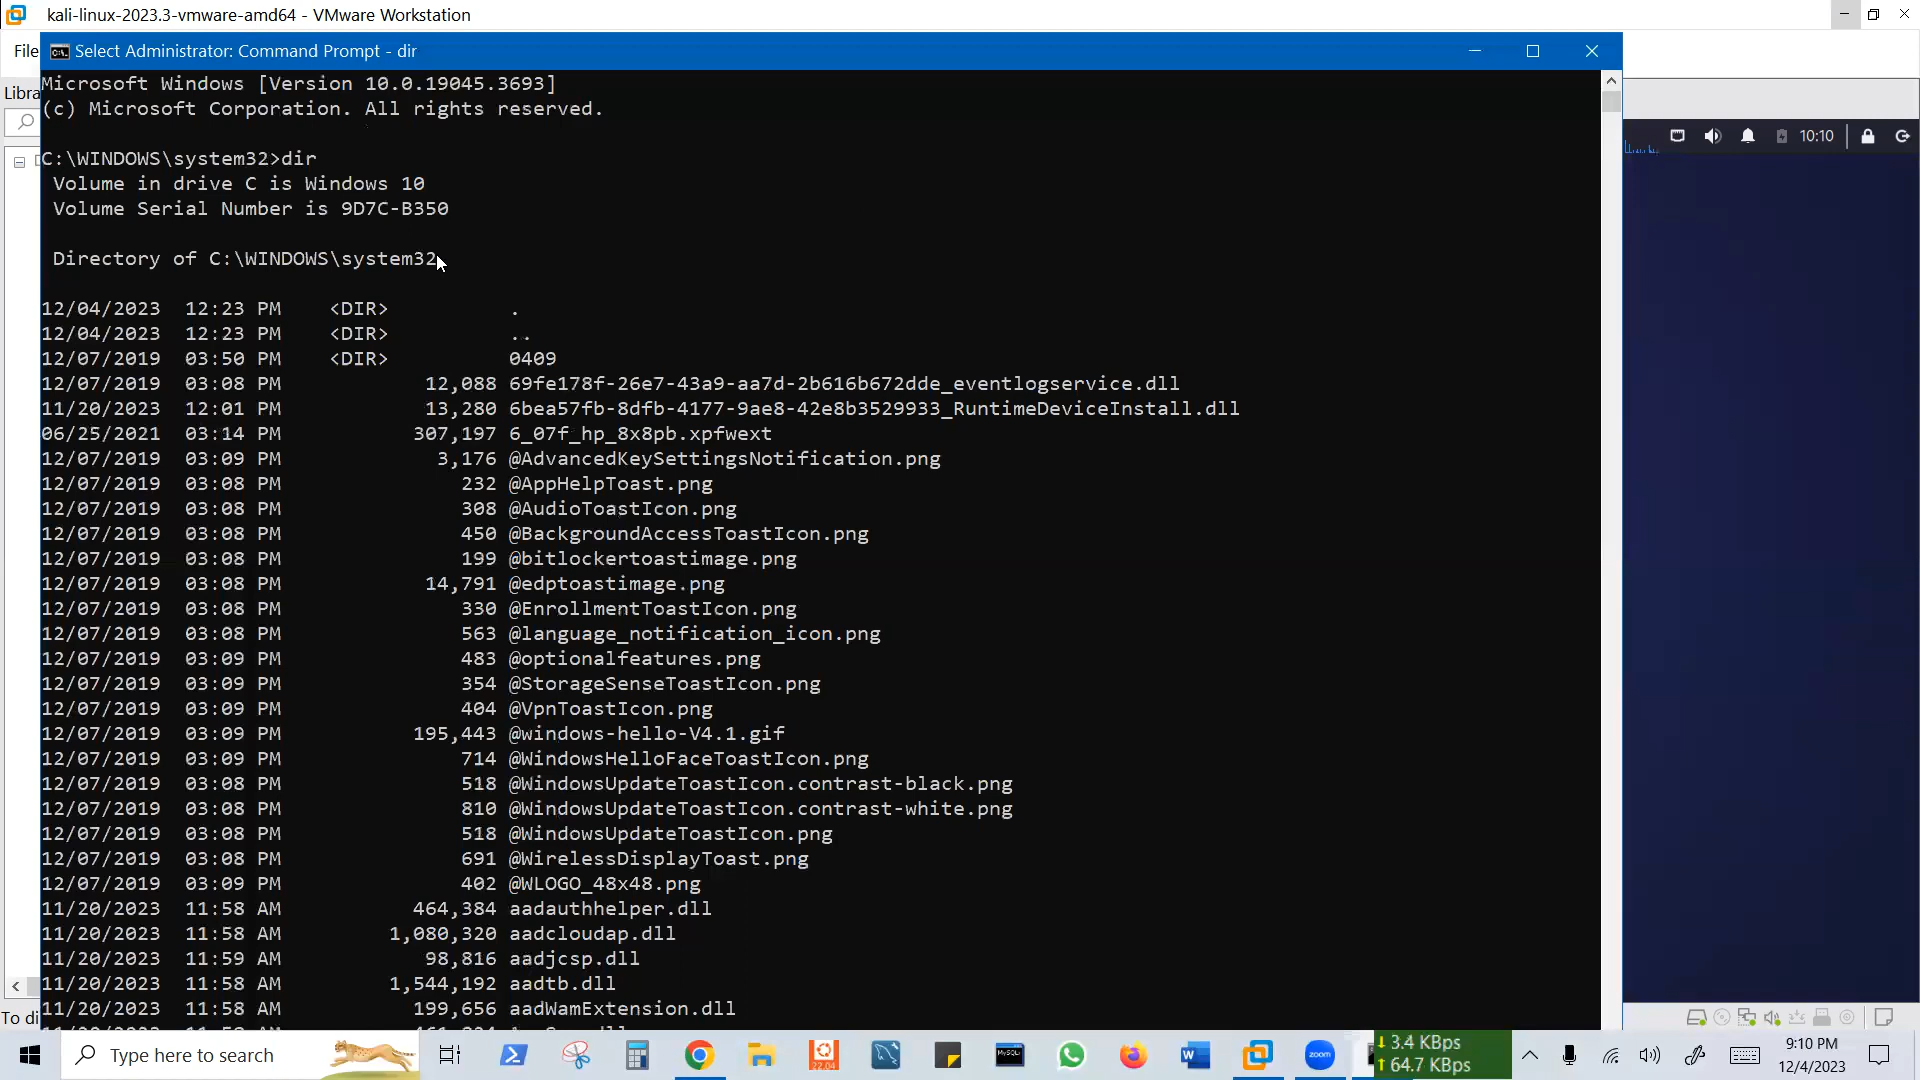 kali-linux-2023.3-vmware-amd64 - VMware Workstation
File
Select Administrator: Command Prompt - dir
Libra
Microsoft Windows [Version 10.0.19045.3693]
(c) Microsoft Corporation. All rights reserved.
10:10
C:\WINDOWS\system32>dir
Volume in drive C is Windows 10
Volume Serial Number is 9D7C-B350
Directory of C:\WINDOWS\system32
12/04/2023  12:23 PM    <DIR>          .
12/04/2023  12:23 PM    <DIR>          ..
12/07/2019  03:50 PM    <DIR>          0409
12/07/2019  03:08 PM            12,088 69fe178f-26e7-43a9-aa7d-2b616b672dde_eventlogservice.dll
11/20/2023  12:01 PM            13,280 6bea57fb-8dfb-4177-9ae8-42e8b3529933_RuntimeDeviceInstall.dll
06/25/2021  03:14 PM           307,197 6_07f_hp_8x8pb.xpfwext
12/07/2019  03:09 PM             3,176 @AdvancedKeySettingsNotification.png
12/07/2019  03:08 PM               232 @AppHelpToast.png
12/07/2019  03:08 PM               308 @AudioToastIcon.png
12/07/2019  03:08 PM               450 @BackgroundAccessToastIcon.png
12/07/2019  03:08 PM               199 @bitlockertoastimage.png
12/07/2019  03:08 PM            14,791 @edptoastimage.png
12/07/2019  03:08 PM               330 @EnrollmentToastIcon.png
12/07/2019  03:08 PM               563 @language_notification_icon.png
12/07/2019  03:09 PM               483 @optionalfeatures.png
12/07/2019  03:09 PM               354 @StorageSenseToastIcon.png
12/07/2019  03:09 PM               404 @VpnToastIcon.png
12/07/2019  03:09 PM           195,443 @windows-hello-V4.1.gif
12/07/2019  03:09 PM               714 @WindowsHelloFaceToastIcon.png
12/07/2019  03:08 PM               518 @WindowsUpdateToastIcon.contrast-black.png
12/07/2019  03:08 PM               810 @WindowsUpdateToastIcon.contrast-white.png
12/07/2019  03:08 PM               518 @WindowsUpdateToastIcon.png
12/07/2019  03:08 PM               691 @WirelessDisplayToast.png
12/07/2019  03:09 PM               402 @WLOGO_48x48.png
11/20/2023  11:58 AM           464,384 aadauthhelper.dll
11/20/2023  11:58 AM         1,080,320 aadcloudap.dll
11/20/2023  11:59 AM            98,816 aadjcsp.dll
11/20/2023  11:58 AM         1,544,192 aadtb.dll
11/20/2023  11:58 AM           199,656 aadWamExtension.dll
To di
Type here to search
22.04
MySQL
zoom
3.4 KBps
64.7 KBps
9:10 PM
12/4/2023